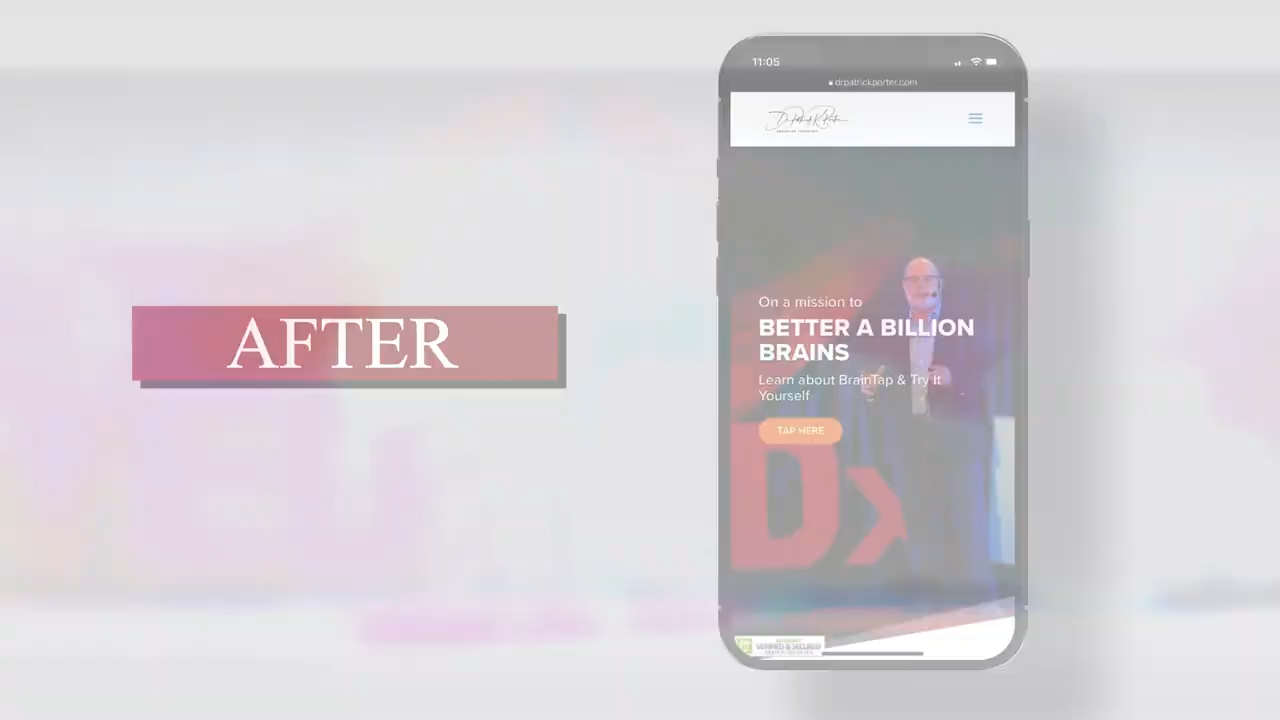 AFTER
11:05
drpatrickporter.com
On a mission to
BETTER A BILLION
BRAINS
Learn about BrainTap & Try It
Yourself
TAP HERE
Dx
VERIFIED & SECURED